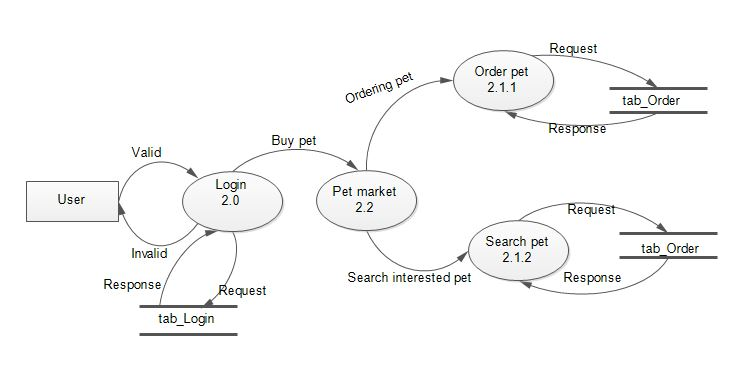 Request
Order pet
2.1.1
Ordering pet
tab_Order
Response
Buy pet
Valid
Login
2.0
User
Pet market
2.2
Request
Invalid
Search pet
2.1.2
tab_Order
Response
Search interested pet
Response
Request
tab_Login